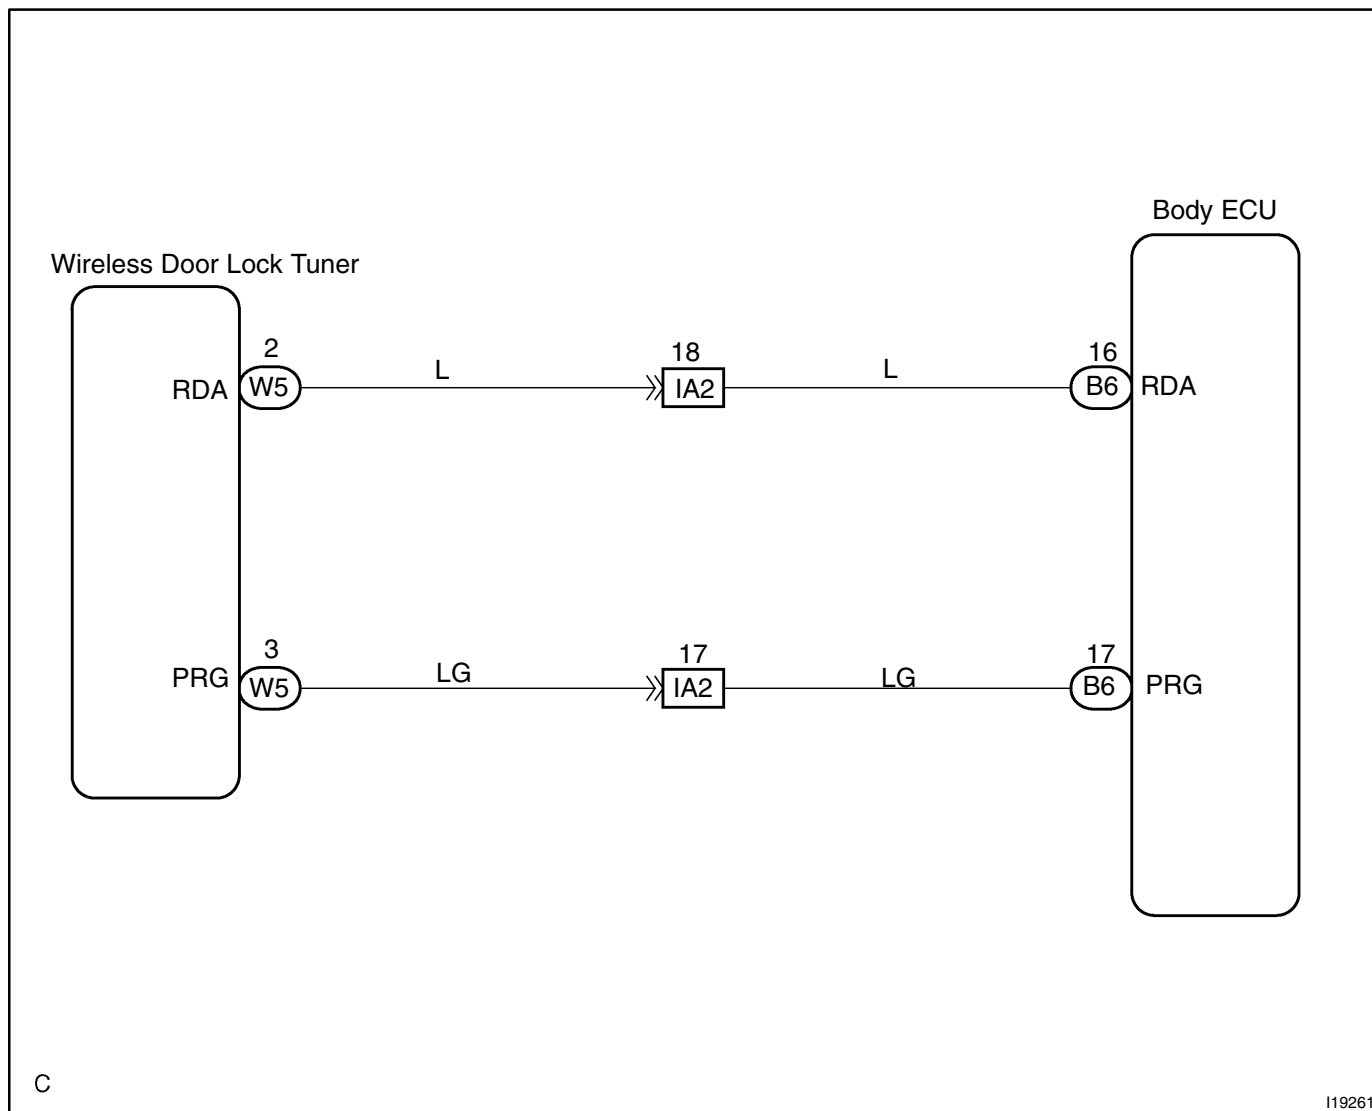 Body ECU
Wireless Door Lock Tuner
2 18 16
L L
RDA W5 IA2 B6 RDA
3 17 17
LG LG
PRG W5 IA2 B6 PRG
C
I19261